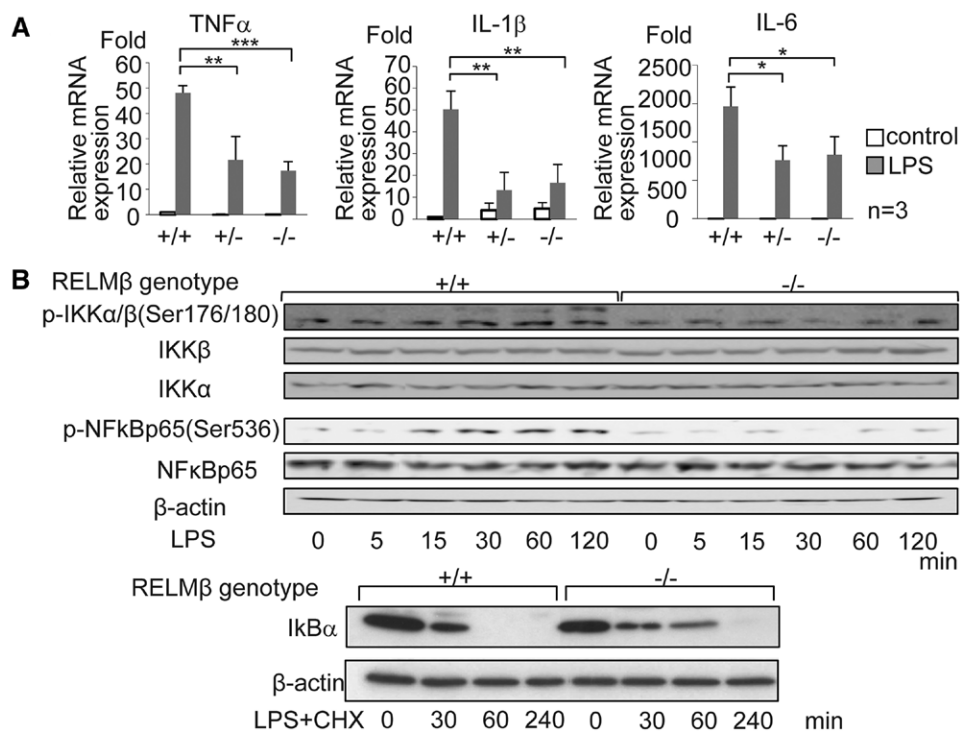 A
TNFα
IL-1β
IL-6
Fold
Fold
Fold
Relative mRNA
expression
60
50
40
30
20
10
0
***
**
+/+ +/- -/-
Relative mRNA
expression
60
50
40
30
20
10
0
**
**
+/+ +/- -/-
Relative mRNA
expression
2500
2000
1500
1000
500
0
*
*
+/+ +/- -/-
control
LPS
n=3
B
RELMβ genotype +/+ -/-
p-IKKα/β(Ser176/180)
IKKβ
IKKα
p-NFkBp65(Ser536)
NFκBp65
β-actin
LPS 0 5 15 30 60 120 0 5 15 30 60 120
min
RELMβ genotype +/+ -/-
IkBα
β-actin
LPS+CHX 0 30 60 240 0 30 60 240 min